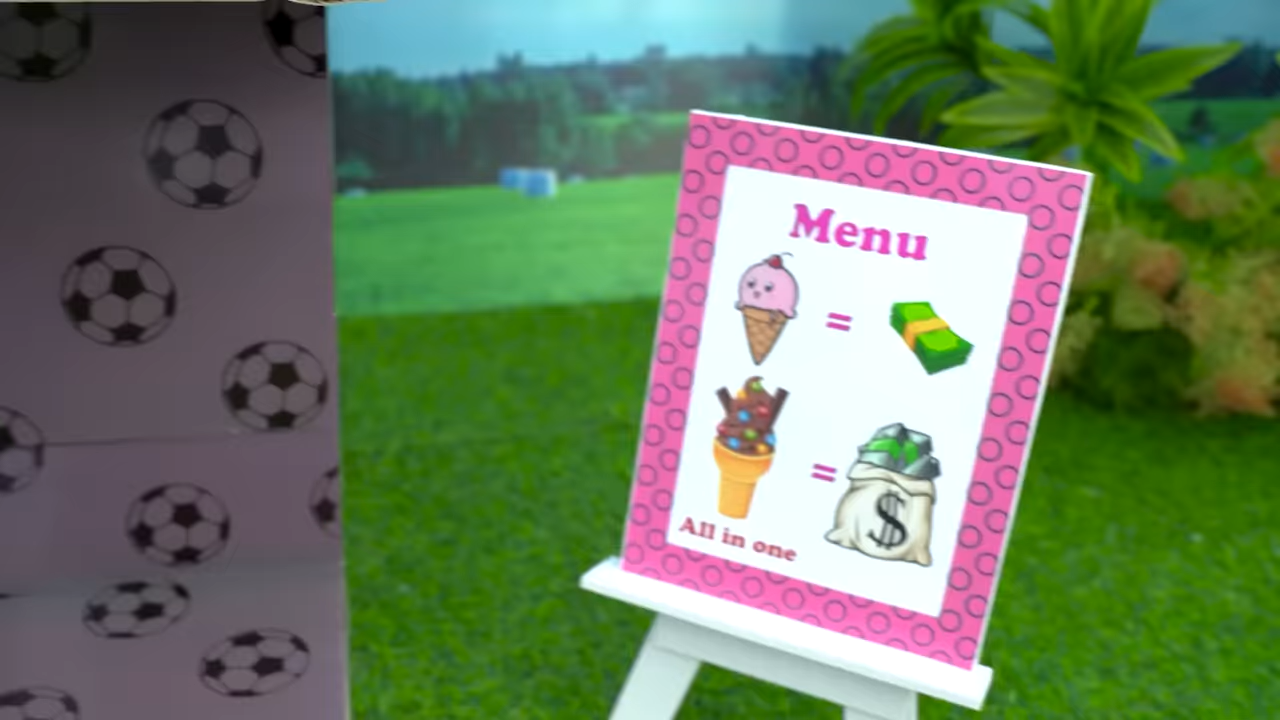 Menu
=
=
$
All in one